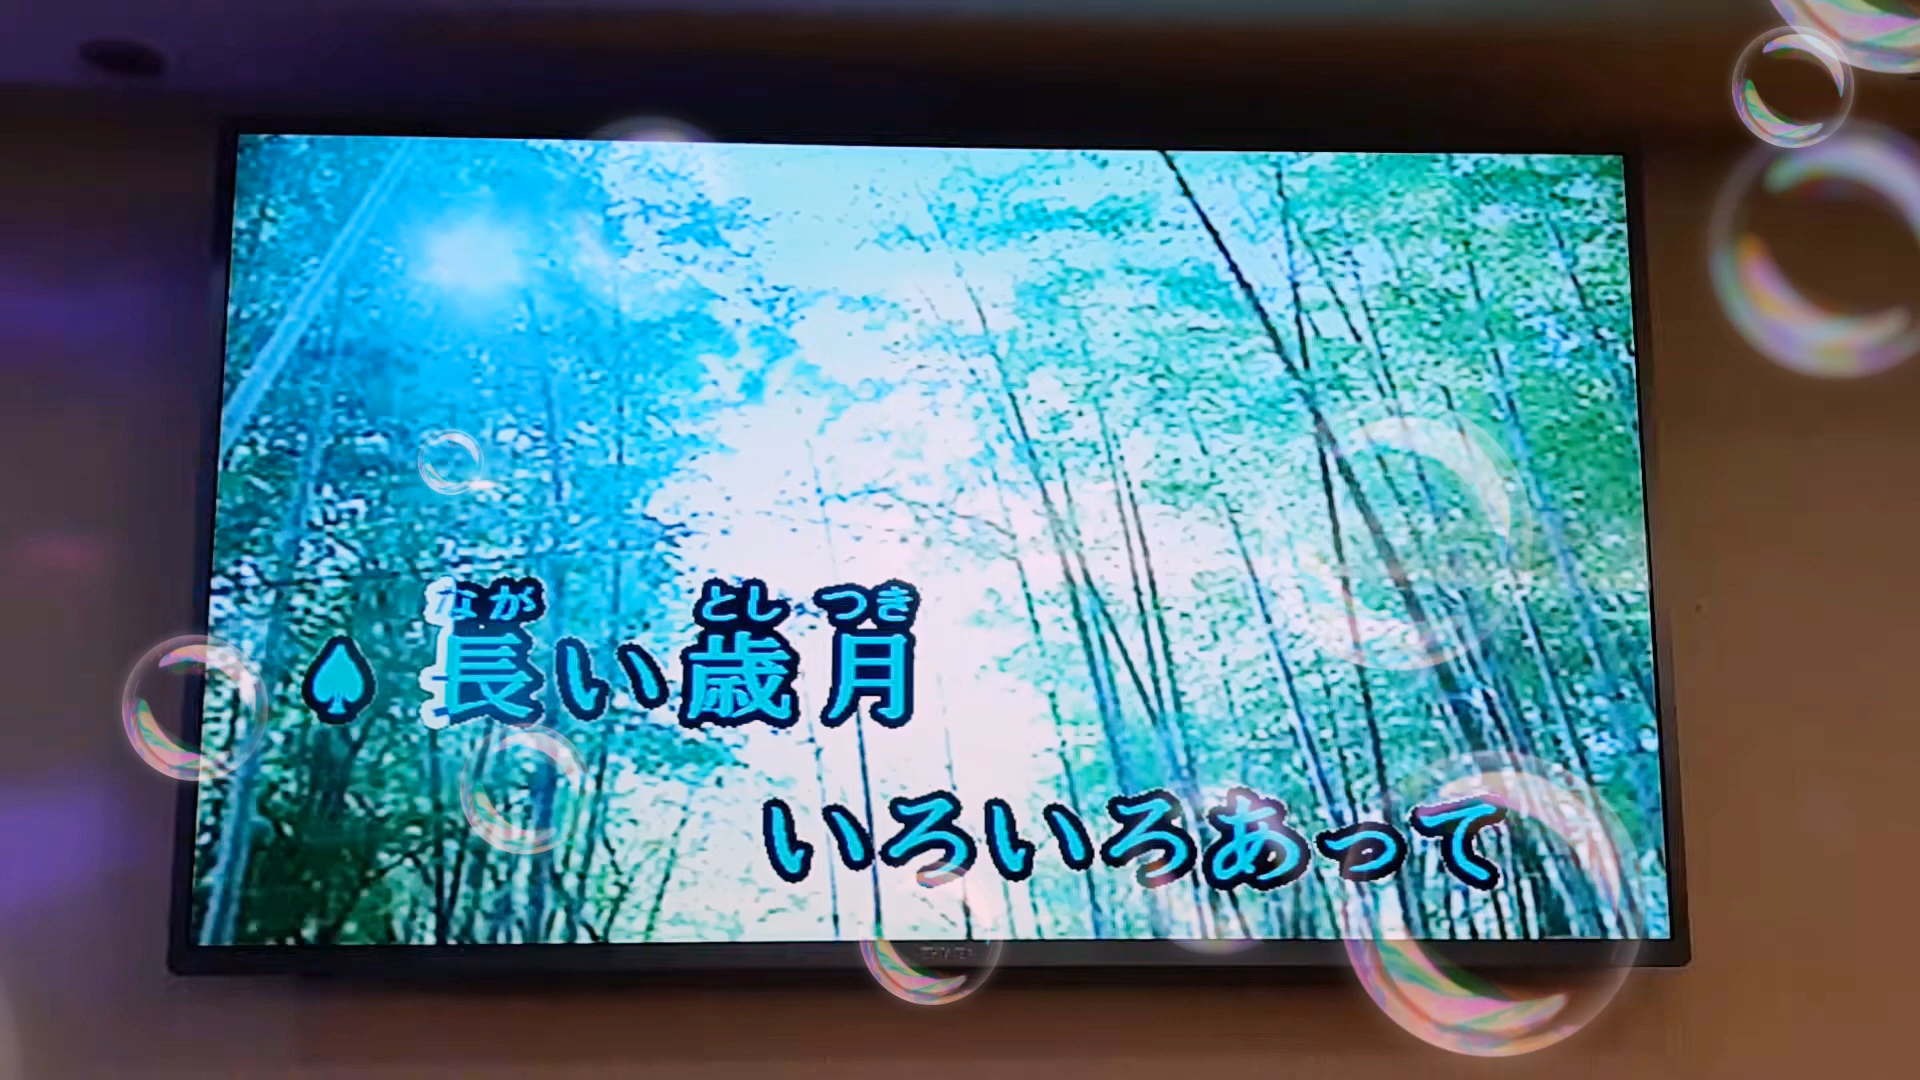 なが とし つき
♠ 長い歳月
いろいろあって